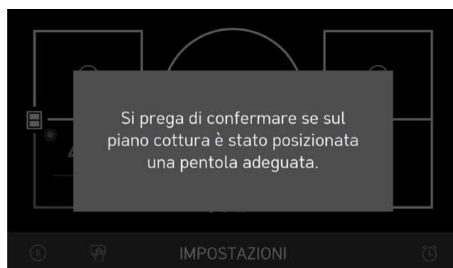 Si prega di confermare se sul
piano cottura è stato posizionata
una pentola adeguata.
IMPOSTAZIONI